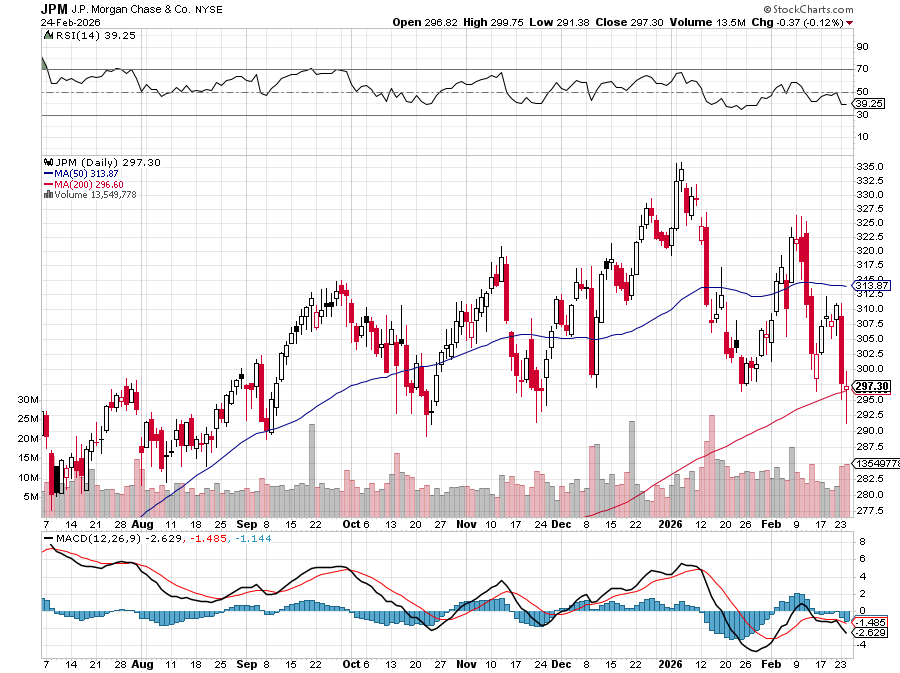 JPM J.P. Morgan Chase & Co. NYSE
© StockCharts.com
24-Feb-2026
Open 296.82 High 299.75 Low 291.38 Close 297.30 Volume 13.5M Chg -0.37 (-0.12%)
RSI(14) 39.25
90
70
50
39.25
30
10
JPM (Daily) 297.30
MA(50) 313.87
MA(200) 296.60
Volume 13,549,778
335.0
332.5
330.0
327.5
325.0
322.5
320.0
317.5
315.0
313.87
312.5
310.0
307.5
305.0
302.5
300.0
297.30
295.0
292.5
290.0
287.5
13549778
282.5
280.0
277.5
30M
25M
20M
15M
10M
5M
7 14 21 28 Aug 11 18 25 Sep 8 15 22 Oct 6 13 20 27 Nov 10 17 24 Dec 8 15 22 2026 12 20 26 Feb 9 17 23
MACD(12,26,9) -2.629, -1.485, -1.144
8
6
4
2
0
-1.485
-2.629
-4
7 14 21 28 Aug 11 18 25 Sep 8 15 22 Oct 6 13 20 27 Nov 10 17 24 Dec 8 15 22 2026 12 20 26 Feb 9 17 23